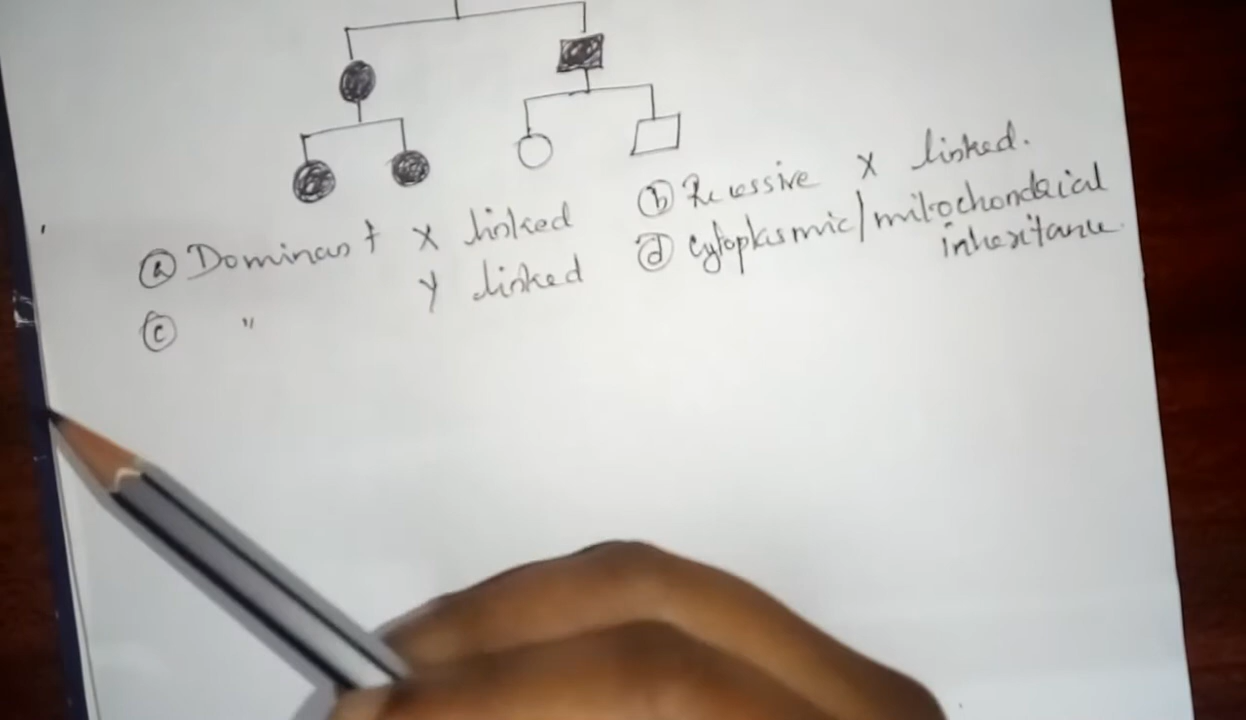 (a) Dominant X linked (b) Recessive X linked.
(c) " Y linked (d) cytoplasmic/mitochondrial
inheritance.